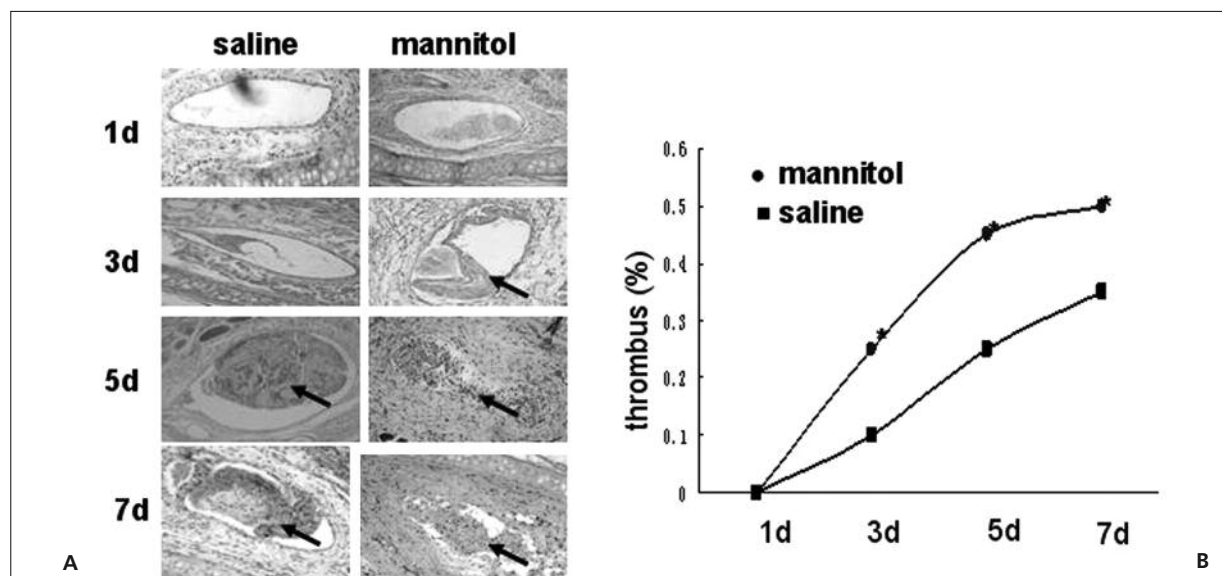 saline mannitol
1d
3d
5d
7d
A
0.6
0.5
0.4
0.3
0.2
0.1
0
thrombus (%)
mannitol
saline
*
*
*
1d 3d 5d 7d
B